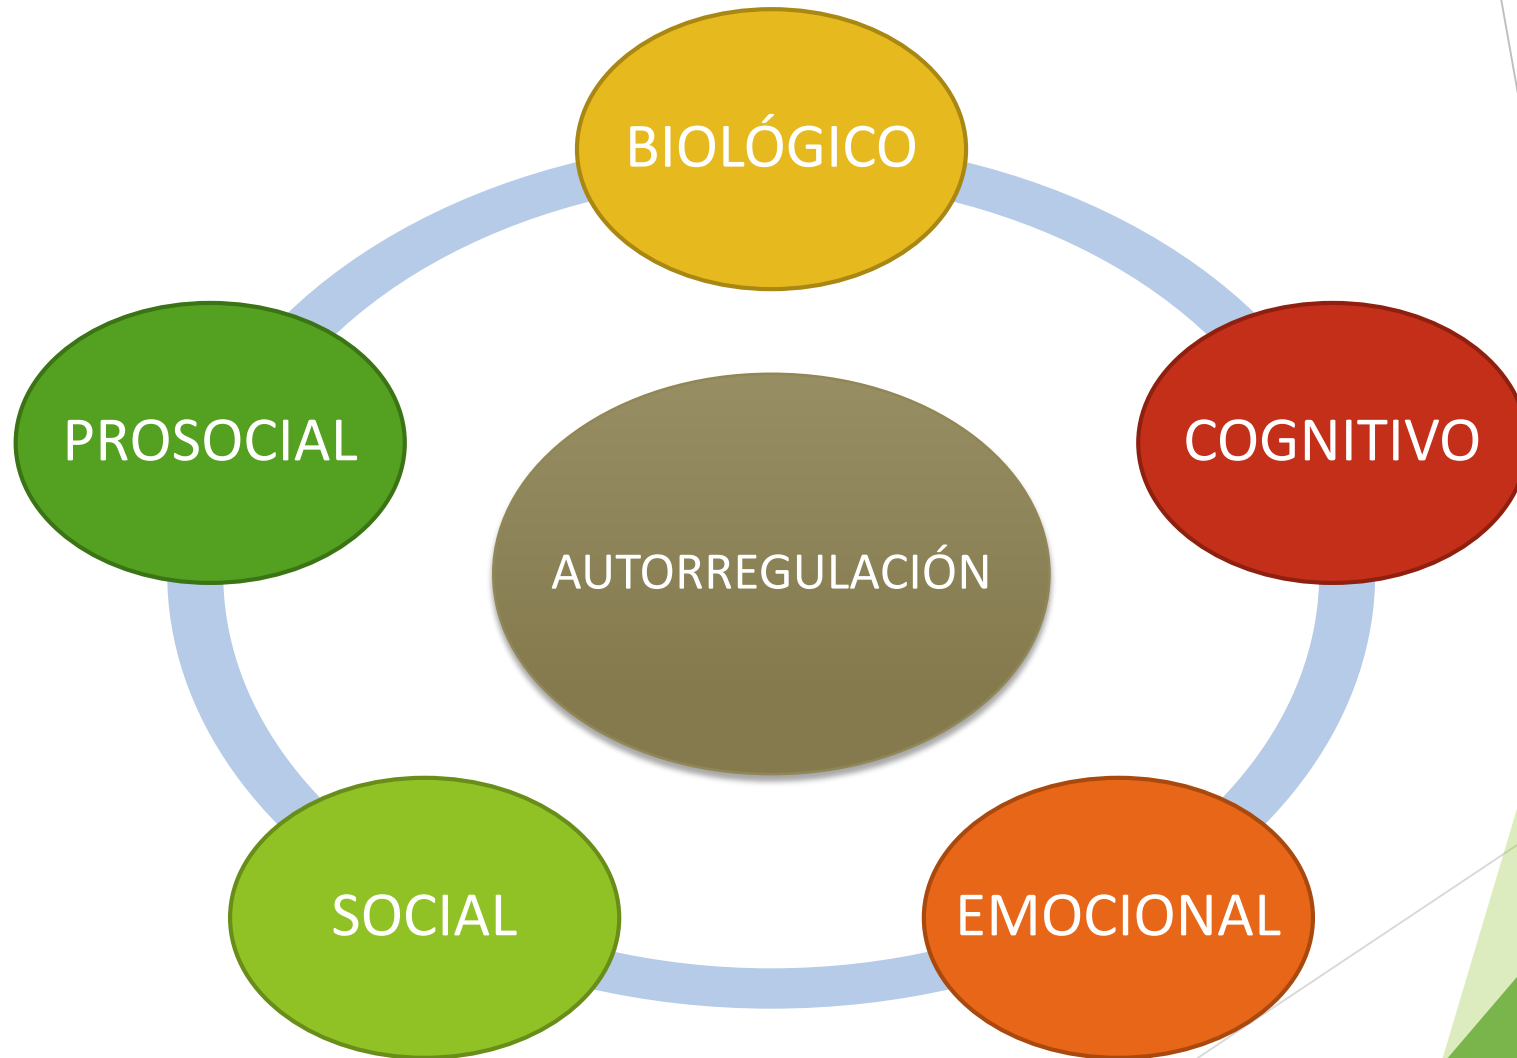 BIOLÓGICO
PROSOCIAL
COGNITIVO
AUTORREGULACIÓN
SOCIAL
EMOCIONAL